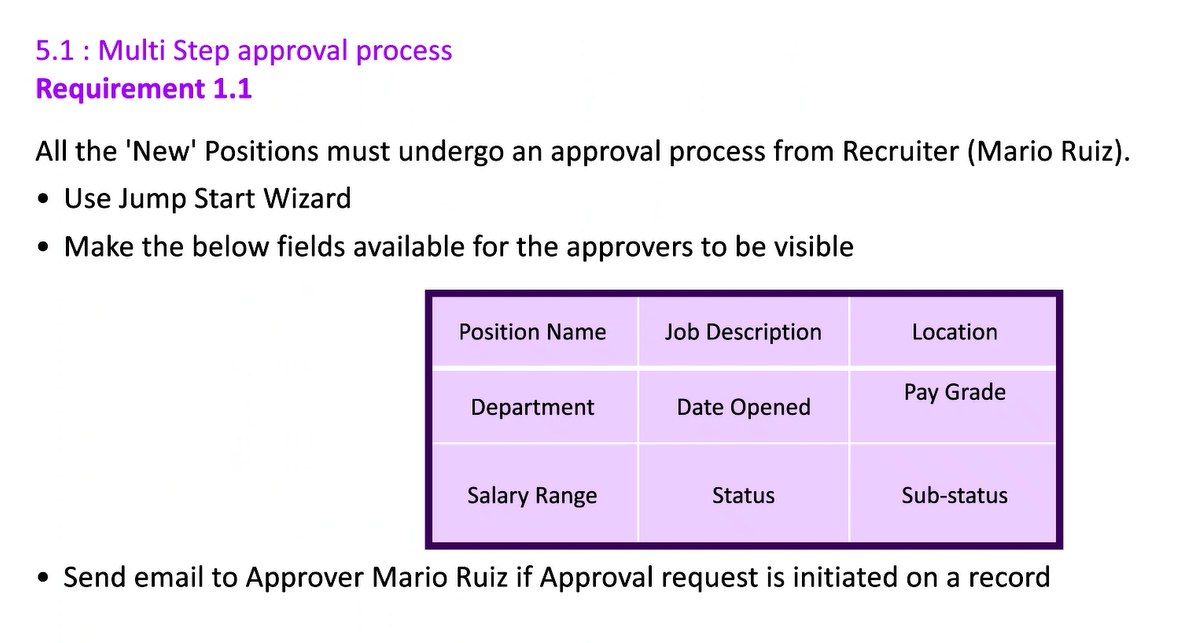 5.1 : Multi Step approval process
Requirement 1.1
All the 'New' Positions must undergo an approval process from Recruiter (Mario Ruiz).
• Use Jump Start Wizard
• Make the below fields available for the approvers to be visible
Position Name Job Description Location
Department Date Opened Pay Grade
Salary Range Status Sub-status
• Send email to Approver Mario Ruiz if Approval request is initiated on a record